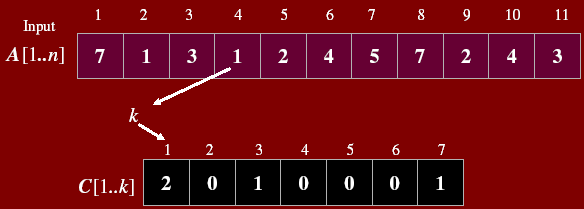 1 2 3 4 5 6 7 8 9 10 11
Input
A[1..n] 7 1 3 1 2 4 5 7 2 4 3
k
1 2 3 4 5 6 7
C[1..k] 2 0 1 0 0 0 1